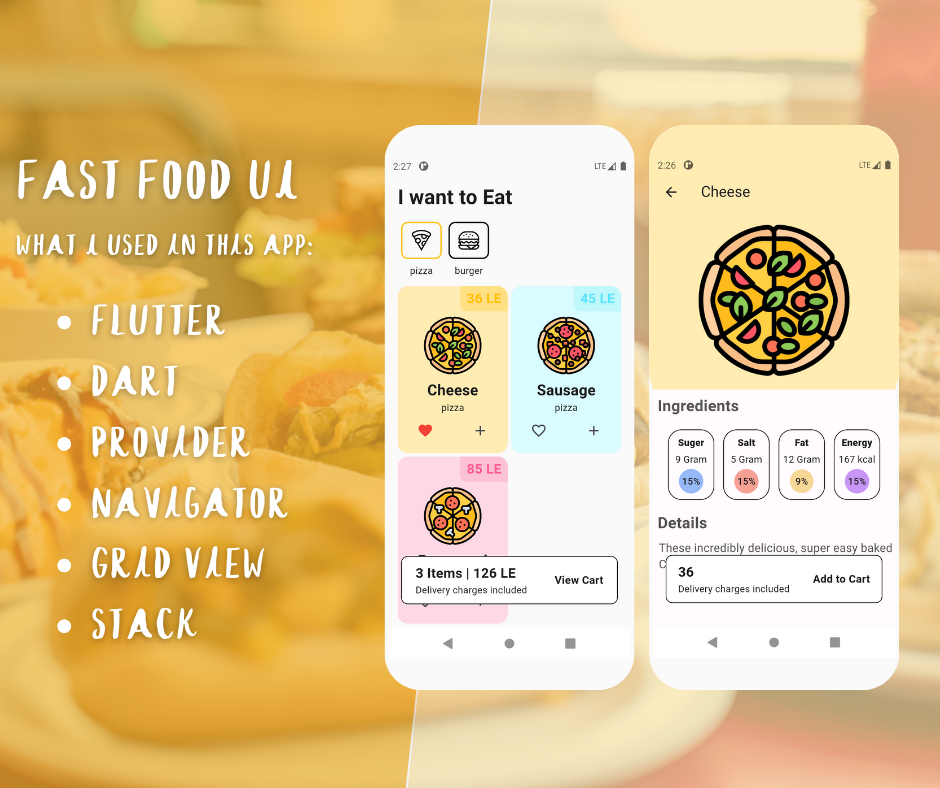 FAST FOOD UI
WHAT I USED IN THIS APP:
• FLUTTER
• DART
• PROVIDER
• NAVIGATOR
• GRID VIEW
• STACK
2:27 LTE
I want to Eat
pizza burger
36 LE 45 LE
Cheese Sausage
pizza pizza
85 LE
3 Items | 126 LE
View Cart
Delivery charges included
2:26 LTE
Cheese
Ingredients
Suger Salt Fat Energy
9 Gram 5 Gram 12 Gram 167 kcal
15% 15% 9% 15%
Details
These incredibly delicious, super easy baked
36
Add to Cart
Delivery charges included